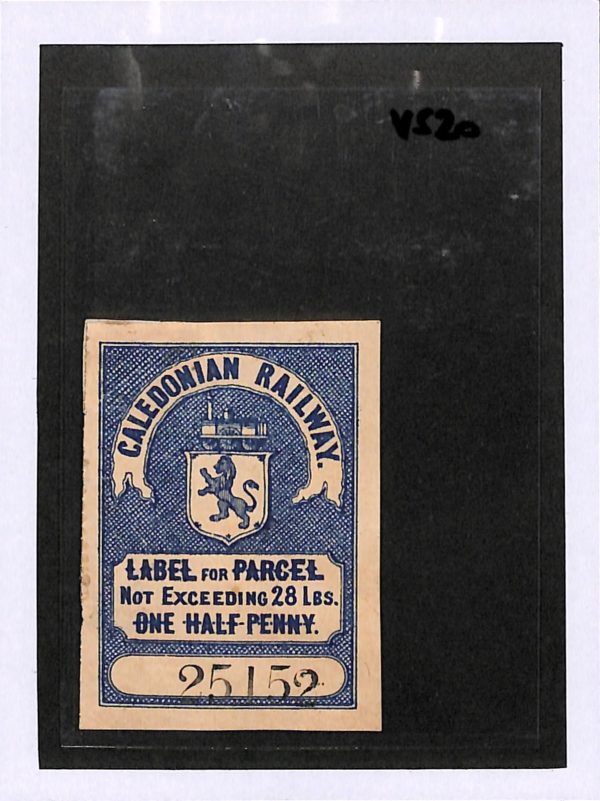 VS20
CALEDONIAN RAILWAY.
LABEL FOR PARCEL
NOT EXCEEDING 28 LBS.
ONE HALF-PENNY.
25152